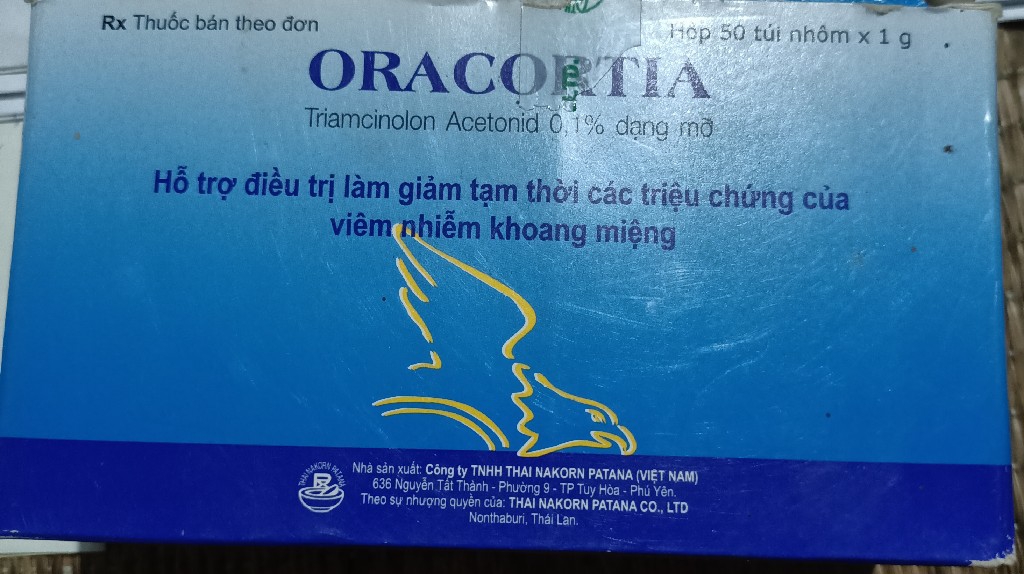 Rx Thuốc bán theo đơn
Hộp 50 túi nhôm x 1 g
ORACORTIA
Triamcinolon Acetonid 0,1% dạng mỡ
Hỗ trợ điều trị làm giảm tạm thời các triệu chứng của
viêm nhiễm khoang miệng
THAI NAKORN PATANA
Nhà sản xuất: Công ty TNHH THAI NAKORN PATANA (VIỆT NAM)
636 Nguyễn Tất Thành - Phường 9 - TP Tuy Hòa - Phú Yên.
Theo sự nhượng quyền của: THAI NAKORN PATANA CO., LTD
Nonthaburi, Thái Lan.